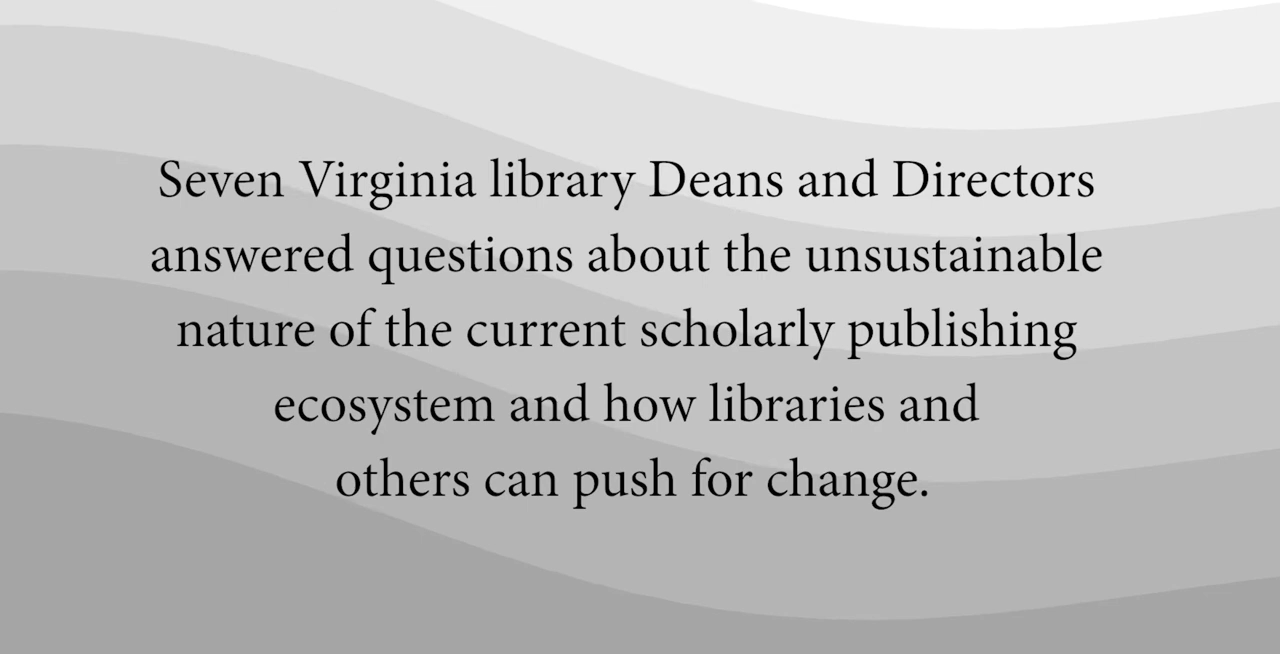 Seven Virginia library Deans and Directors
answered questions about the unsustainable
nature of the current scholarly publishing
ecosystem and how libraries and
others can push for change.